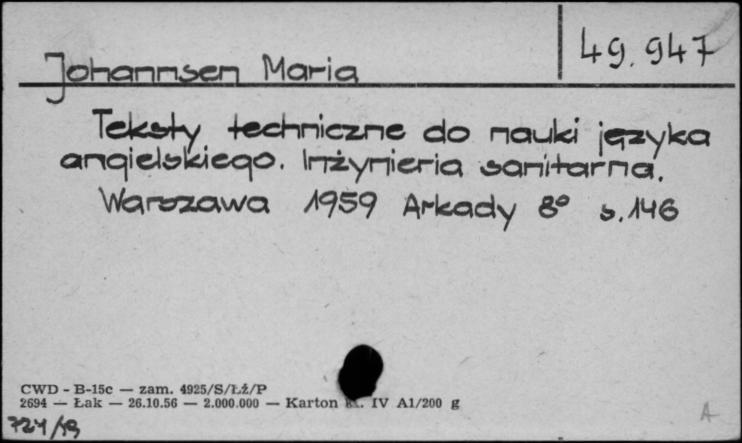 49.947
Johannsen Maria
Teksty techniczne do nauki języka
angielskiego. Inżynieria sanitarna.
Warszawa 1959 Arkady 8° s. 146
CWD - B-15c — zam. 4925/S/ŁŻ/P
2694 — Łak — 26.10.56 — 2.000.000 — Karton kl. IV A1/200 g
A